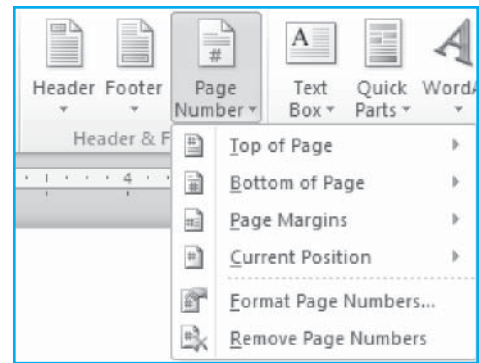 Header Footer Page Number Text Box Quick Parts Word
Header & F
Top of Page
4
Bottom of Page
Page Margins
Current Position
Format Page Numbers...
Remove Page Numbers